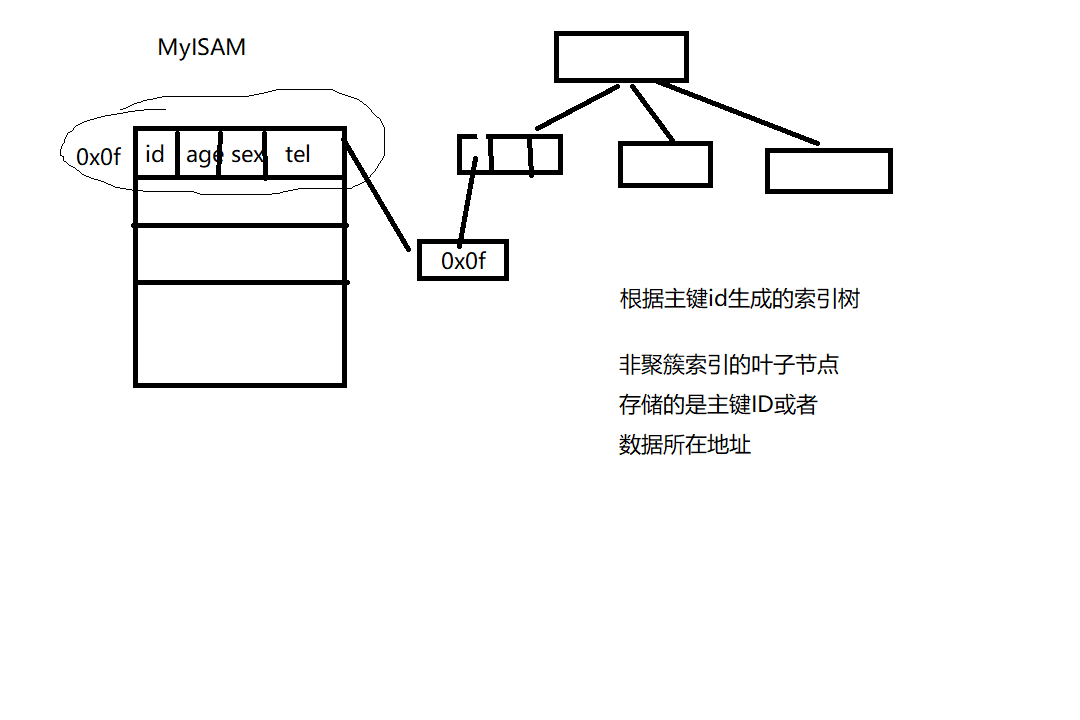 MyISAM
0x0f id age sex tel
0x0f
根据主键id生成的索引树
非聚簇索引的叶子节点
存储的是主键ID或者
数据所在地址